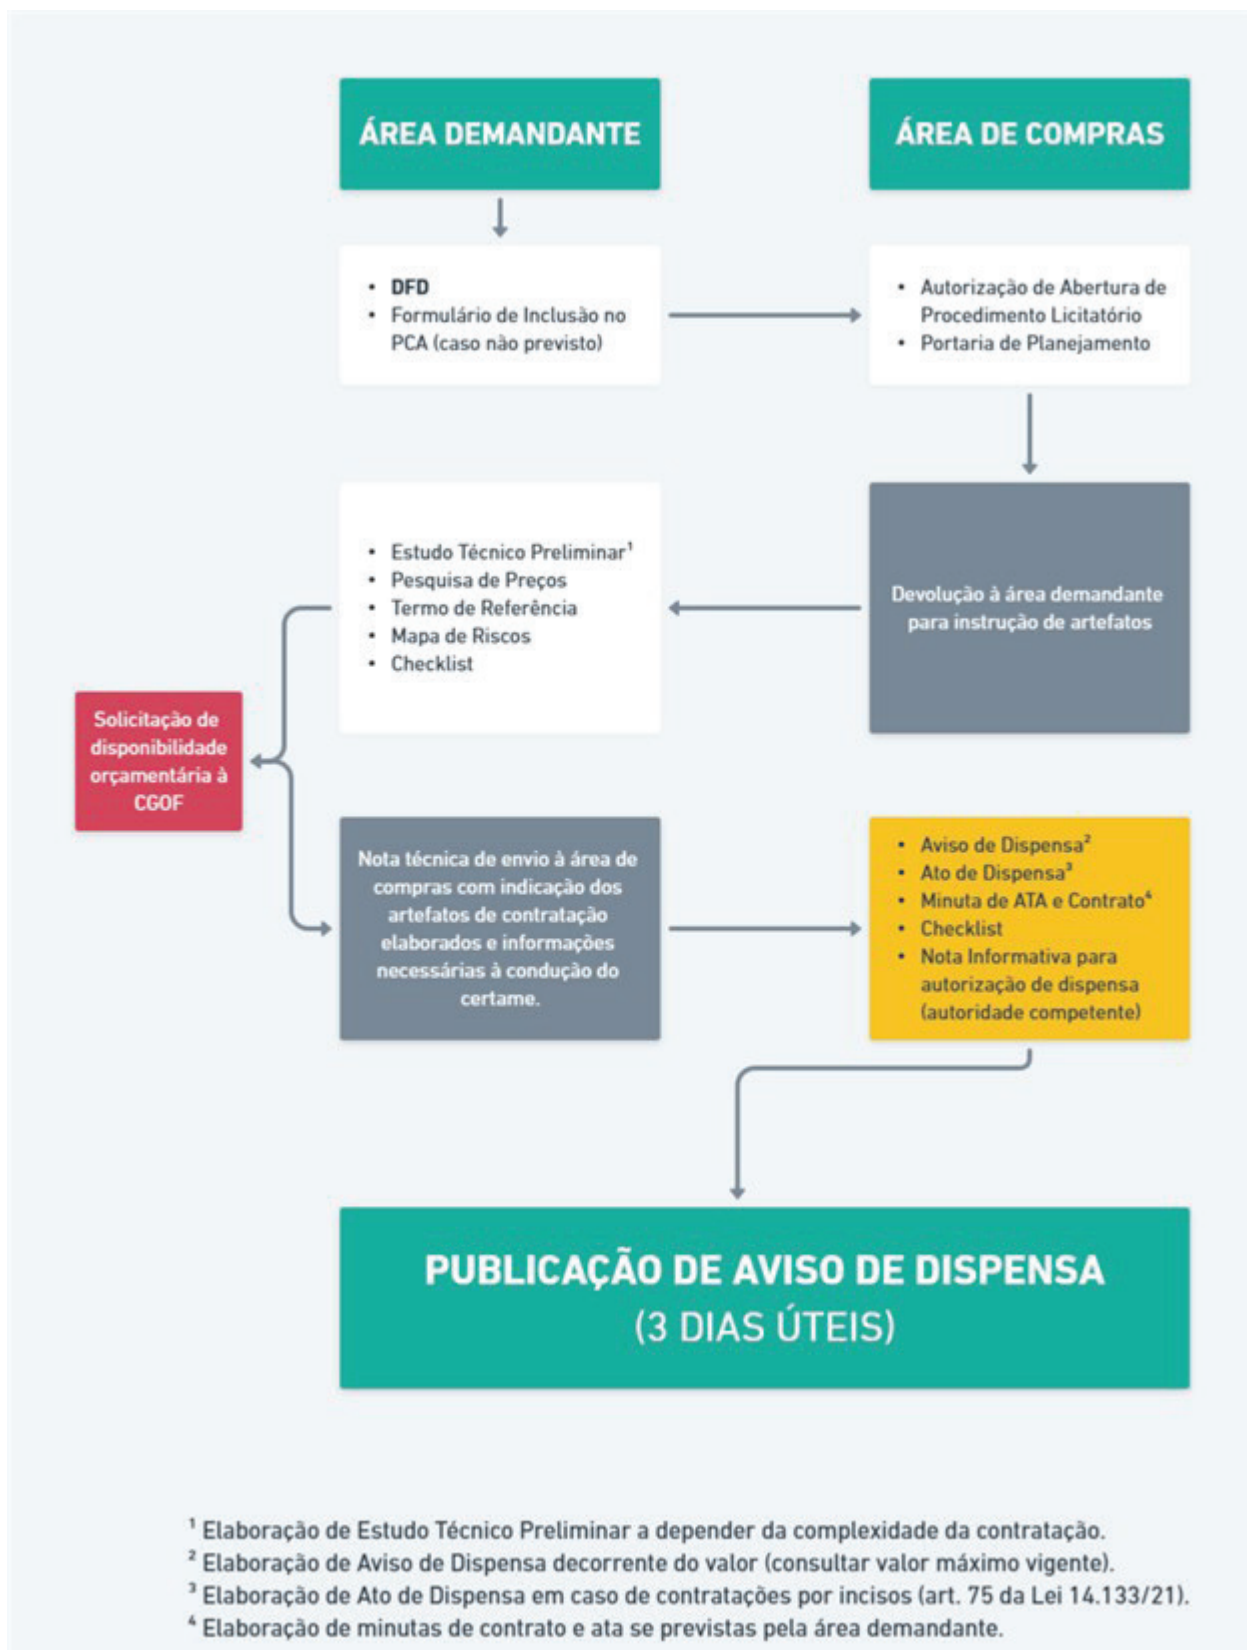 ÁREA DEMANDANTE
ÁREA DE COMPRAS
• DFD
• Formulário de Inclusão no
PCA (caso não previsto)
• Autorização de Abertura de
Procedimento Licitatório
• Portaria de Planejamento
• Estudo Técnico Preliminar¹
• Pesquisa de Preços
• Termo de Referência
• Mapa de Riscos
• Checklist
Devolução à área demandante
para instrução de artefatos
Solicitação de
disponibilidade
orçamentária à
CGOF
Nota técnica de envio à área de
compras com indicação dos
artefatos de contratação
elaborados e informações
necessárias à condução do
certame.
• Aviso de Dispensa²
• Ato de Dispensa³
• Minuta de ATA e Contrato⁴
• Checklist
• Nota Informativa para
autorização de dispensa
(autoridade competente)
PUBLICAÇÃO DE AVISO DE DISPENSA
(3 DIAS ÚTEIS)
¹ Elaboração de Estudo Técnico Preliminar a depender da complexidade da contratação.
² Elaboração de Aviso de Dispensa decorrente do valor (consultar valor máximo vigente).
³ Elaboração de Ato de Dispensa em caso de contratações por incisos (art. 75 da Lei 14.133/21).
⁴ Elaboração de minutas de contrato e ata se previstas pela área demandante.